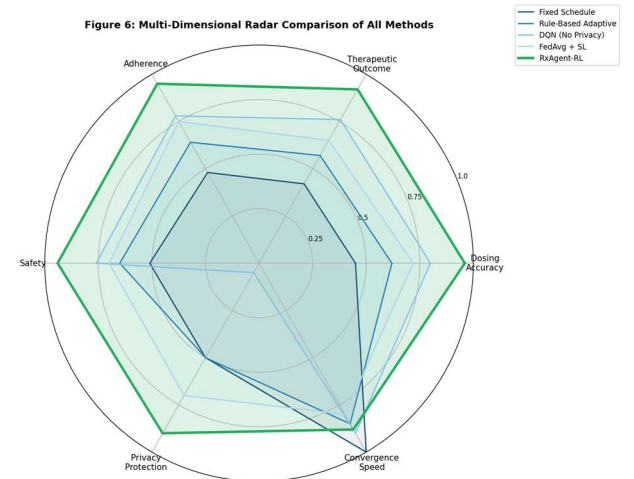 Figure 6: Multi-Dimensional Radar Comparison of All Methods
Fixed Schedule
Rule-Based Adaptive
DQN (No Privacy)
FedAvg + SL
RxAgent-RL
Adherence
Therapeutic
Outcome
1.0
0.75
0.5
0.25
Safety
Dosing
Accuracy
Privacy
Protection
Convergence
Speed